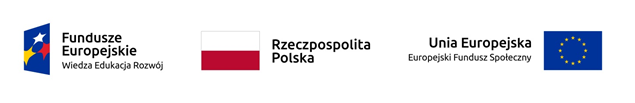 Fundusze
Europejskie
Wiedza Edukacja Rozwój
Rzeczpospolita
Polska
Unia Europejska
Europejski Fundusz Społeczny